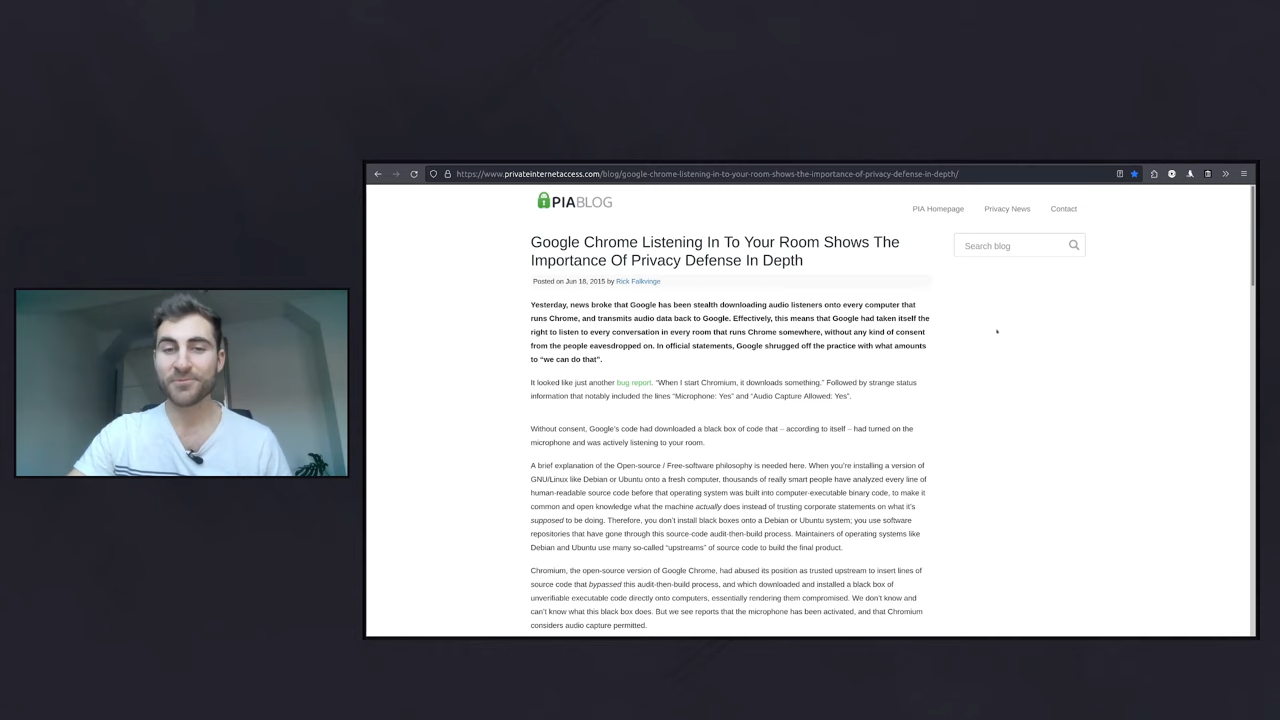 https://www.privateinternetaccess.com/blog/google-chrome-listening-in-to-your-room-shows-the-importance-of-privacy-defense-in-depth/
PIABLOG
PIA Homepage Privacy News Contact
Google Chrome Listening In To Your Room Shows The
Importance Of Privacy Defense In Depth
Search blog
Posted on Jun 18, 2015 by Rick Falkvinge
Yesterday, news broke that Google has been stealth downloading audio listeners onto every computer that
runs Chrome, and transmits audio data back to Google. Effectively, this means that Google had taken itself the
right to listen to every conversation in every room that runs Chrome somewhere, without any kind of consent
from the people eavesdropped on. In official statements, Google shrugged off the practice with what amounts
to “we can do that”.
It looked like just another bug report. “When I start Chromium, it downloads something.” Followed by strange status
information that notably included the lines “Microphone: Yes” and “Audio Capture Allowed: Yes”.
Without consent, Google’s code had downloaded a black box of code that – according to itself – had turned on the
microphone and was actively listening to your room.
A brief explanation of the Open-source / Free-software philosophy is needed here. When you’re installing a version of
GNU/Linux like Debian or Ubuntu onto a fresh computer, thousands of really smart people have analyzed every line of
human-readable source code before that operating system was built into computer-executable binary code, to make it
common and open knowledge what the machine actually does instead of trusting corporate statements on what it’s
supposed to be doing. Therefore, you don’t install black boxes onto a Debian or Ubuntu system; you use software
repositories that have gone through this source-code audit-then-build process. Maintainers of operating systems like
Debian and Ubuntu use many so-called “upstreams” of source code to build the final product.
Chromium, the open-source version of Google Chrome, had abused its position as trusted upstream to insert lines of
source code that bypassed this audit-then-build process, and which downloaded and installed a black box of
unverifiable executable code directly onto computers, essentially rendering them compromised. We don’t know and
can’t know what this black box does. But we see reports that the microphone has been activated, and that Chromium
considers audio capture permitted.